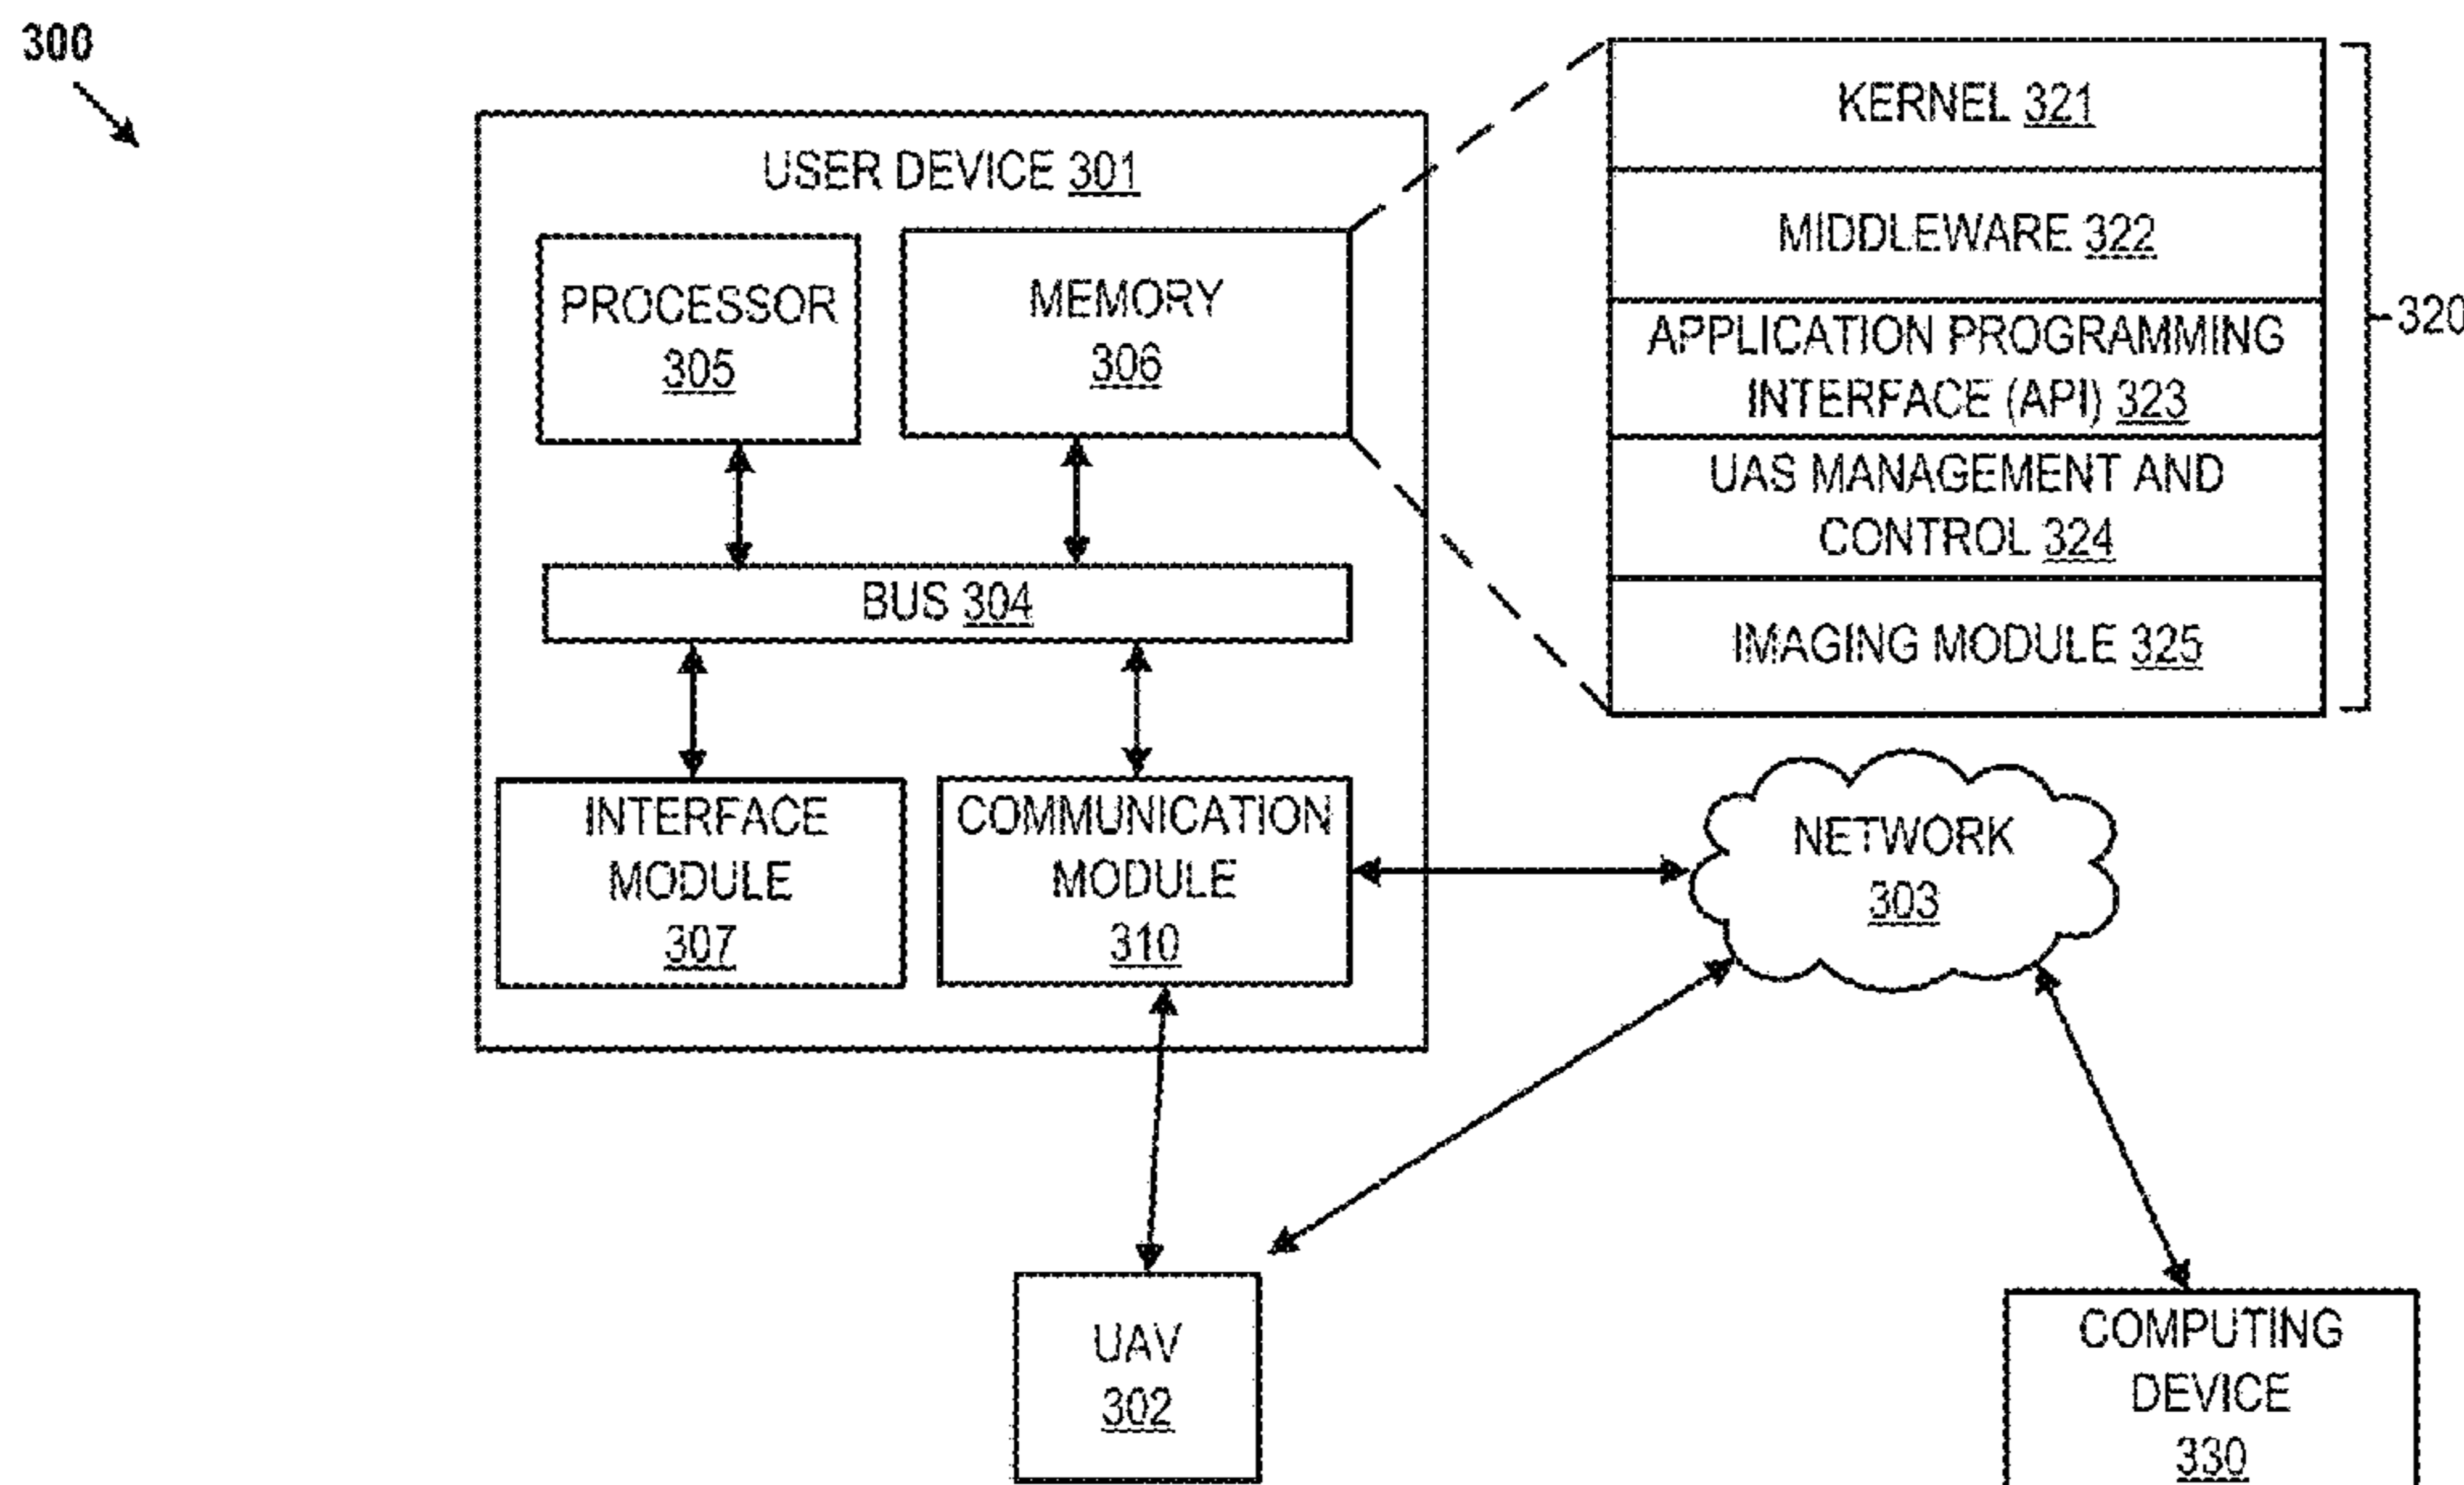 300
USER DEVICE 301
PROCESSOR
305
MEMORY
306
BUS 304
INTERFACE
MODULE
307
COMMUNICATION
MODULE
310
KERNEL 321
MIDDLEWARE 322
APPLICATION PROGRAMMING
INTERFACE (API) 323
UAS MANAGEMENT AND
CONTROL 324
IMAGING MODULE 325
320
NETWORK
303
UAV
302
COMPUTING
DEVICE
330